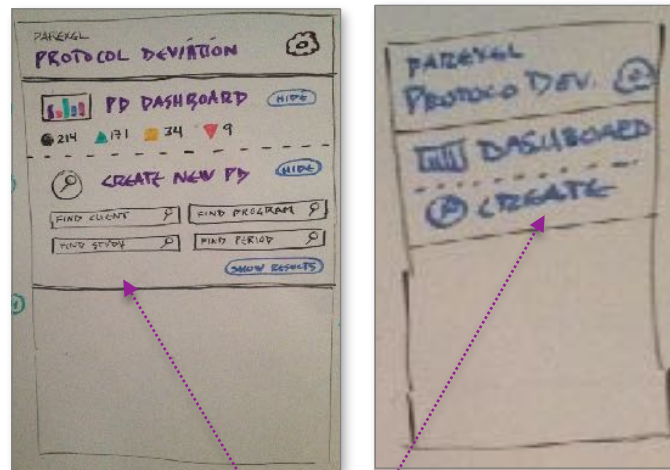 PAREXEL
PROTOCOL DEVIATION
PD DASHBOARD HIDE
214 171 34 9
CREATE NEW PD HIDE
FIND CLIENT FIND PROGRAM
FIND STUDY FIND PERIOD
SHOW RESULTS
PAREXEL
PROTOCO DEV.
DASHBOARD
CREATE